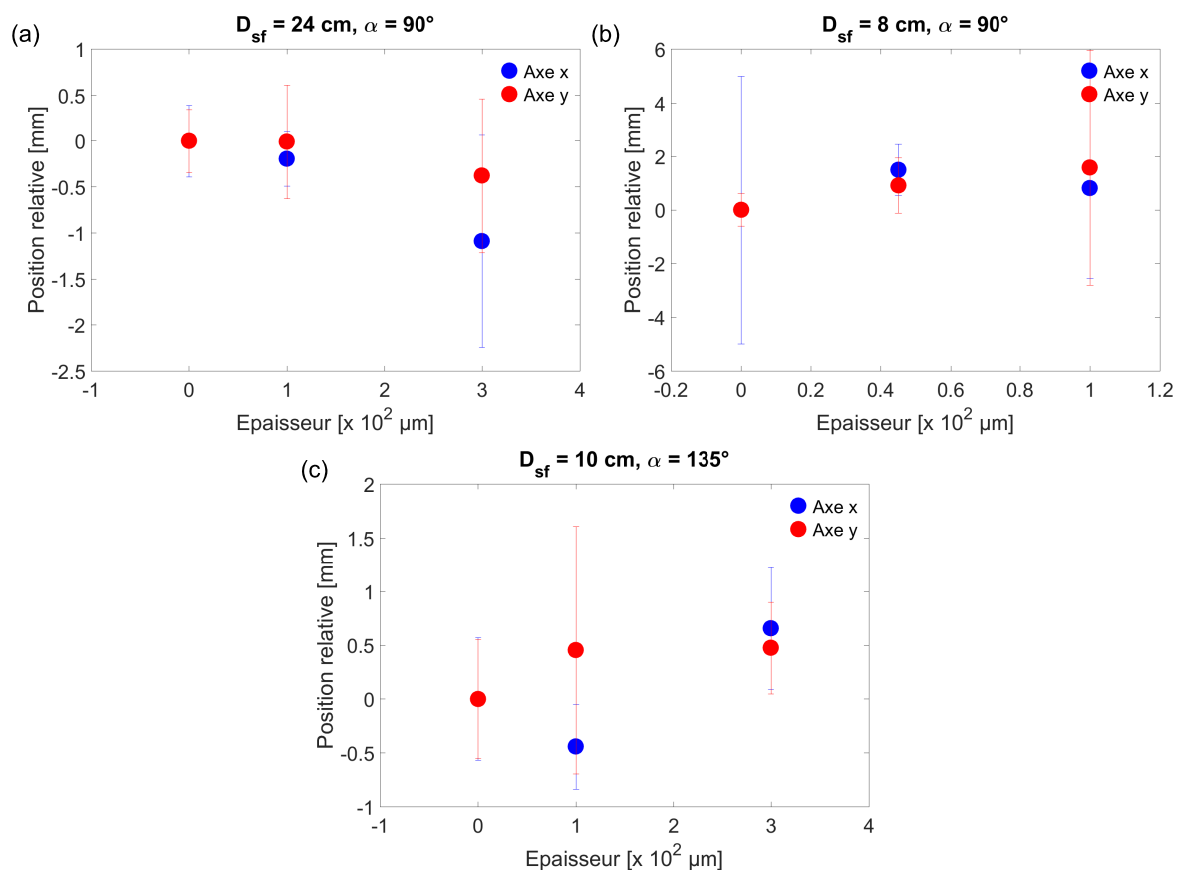 (a)
D_sf = 24 cm, α = 90°
1
0.5
0
-0.5
-1
-1.5
-2
-2.5
Position relative [mm]
Axe x
Axe y
-1 0 1 2 3 4
Epaisseur [x 10² µm]
(b)
D_sf = 8 cm, α = 90°
6
4
2
0
-2
-4
-6
Position relative [mm]
Axe x
Axe y
-0.2 0 0.2 0.4 0.6 0.8 1 1.2
Epaisseur [x 10² µm]
(c)
D_sf = 10 cm, α = 135°
2
1.5
1
0.5
0
-0.5
-1
Position relative [mm]
Axe x
Axe y
-1 0 1 2 3 4
Epaisseur [x 10² µm]